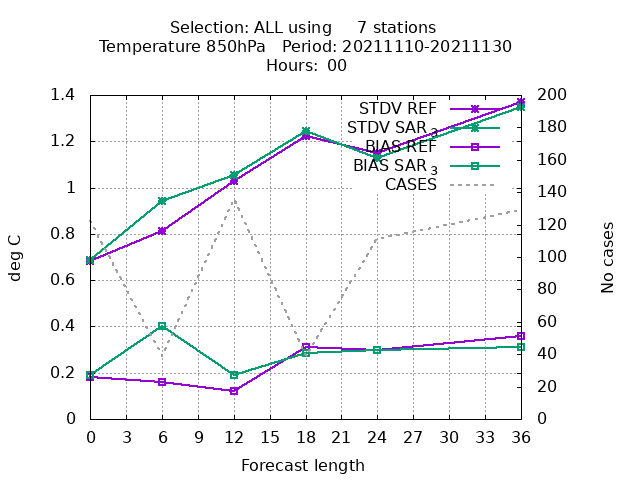 Selection: ALL using     7 stations
Temperature 850hPa   Period: 20211110-20211130
Hours:  00
STDV REF
STDV SAR 3
BIAS REF
BIAS SAR 3
CASES
deg C
No cases
1.4
1.2
1
0.8
0.6
0.4
0.2
0
200
180
160
140
120
100
80
60
40
20
0
0 3 6 9 12 15 18 21 24 27 30 33 36
Forecast length